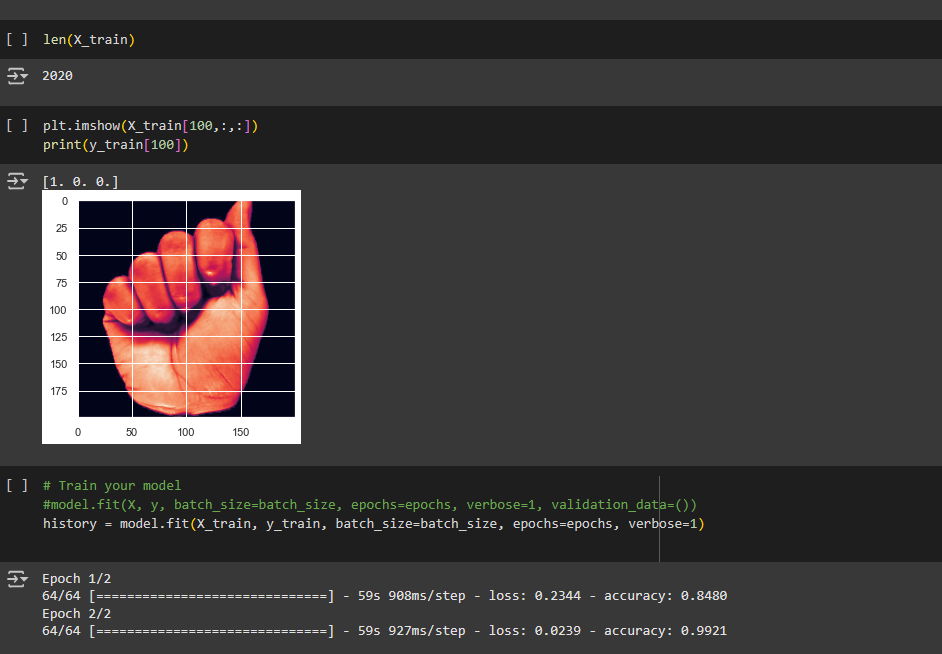 [ ] len(X_train)
2020
[ ] plt.imshow(X_train[100,:,:])
print(y_train[100])
[1. 0. 0.]
0
25
50
75
100
125
150
175
0 50 100 150
[ ] # Train your model
#model.fit(X, y, batch_size=batch_size, epochs=epochs, verbose=1, validation_data=())
history = model.fit(X_train, y_train, batch_size=batch_size, epochs=epochs, verbose=1)
Epoch 1/2
64/64 [==============================] - 59s 908ms/step - loss: 0.2344 - accuracy: 0.8480
Epoch 2/2
64/64 [==============================] - 59s 927ms/step - loss: 0.0239 - accuracy: 0.9921